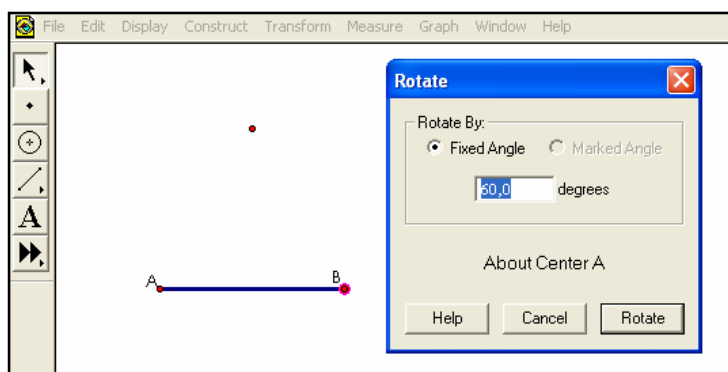 File Edit Display Construct Transform Measure Graph Window Help
Rotate
Rotate By:
Fixed Angle Marked Angle
60,0 degrees
About Center A
Help Cancel Rotate
A
A B